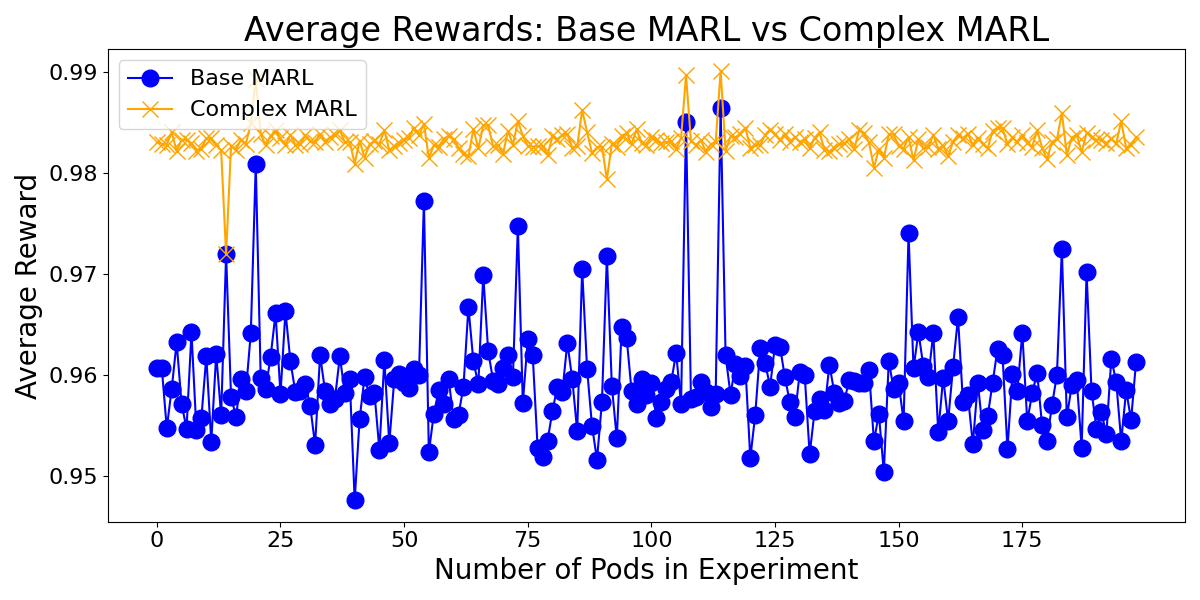 Average Rewards: Base MARL vs Complex MARL
Base MARL
Complex MARL
Average Reward
0.99
0.98
0.97
0.96
0.95
0 25 50 75 100 125 150 175
Number of Pods in Experiment